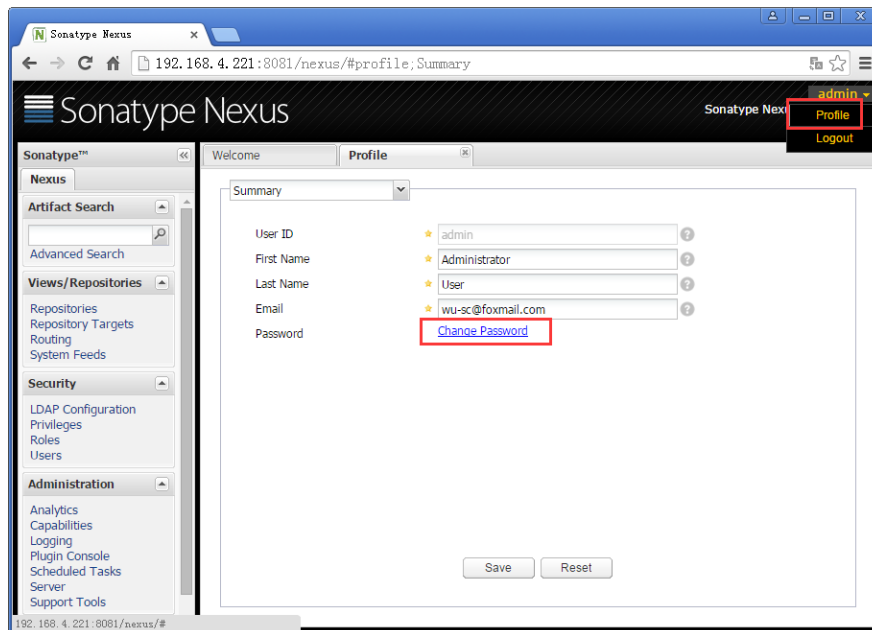 Sonatype Nexus
192.168.4.221:8081/nexus/#profile;Summary
Sonatype Nexus
Sonatype Nex
admin
Profile
Logout
Sonatype™
Welcome
Profile
Nexus
Summary
Artifact Search
Advanced Search
User ID
admin
First Name
Administrator
Last Name
User
Email
wu-sc@foxmail.com
Password
Change Password
Views/Repositories
Repositories
Repository Targets
Routing
System Feeds
Security
LDAP Configuration
Privileges
Roles
Users
Administration
Analytics
Capabilities
Logging
Plugin Console
Scheduled Tasks
Server
Support Tools
Save
Reset
192.168.4.221:8081/nexus/#